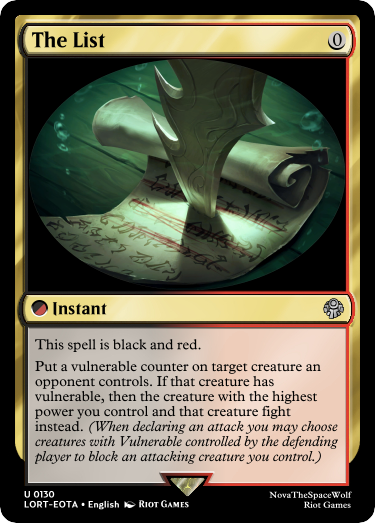 The List 0
Instant
This spell is black and red.
Put a vulnerable counter on target creature an
opponent controls. If that creature has
vulnerable, then the creature with the highest
power you control and that creature fight
instead. (When declaring an attack you may choose
creatures with Vulnerable controlled by the defending
player to block an attacking creature you control.)
U 0130 NovaTheSpaceWolf
LORT-EOTA • English Riot Games Riot Games